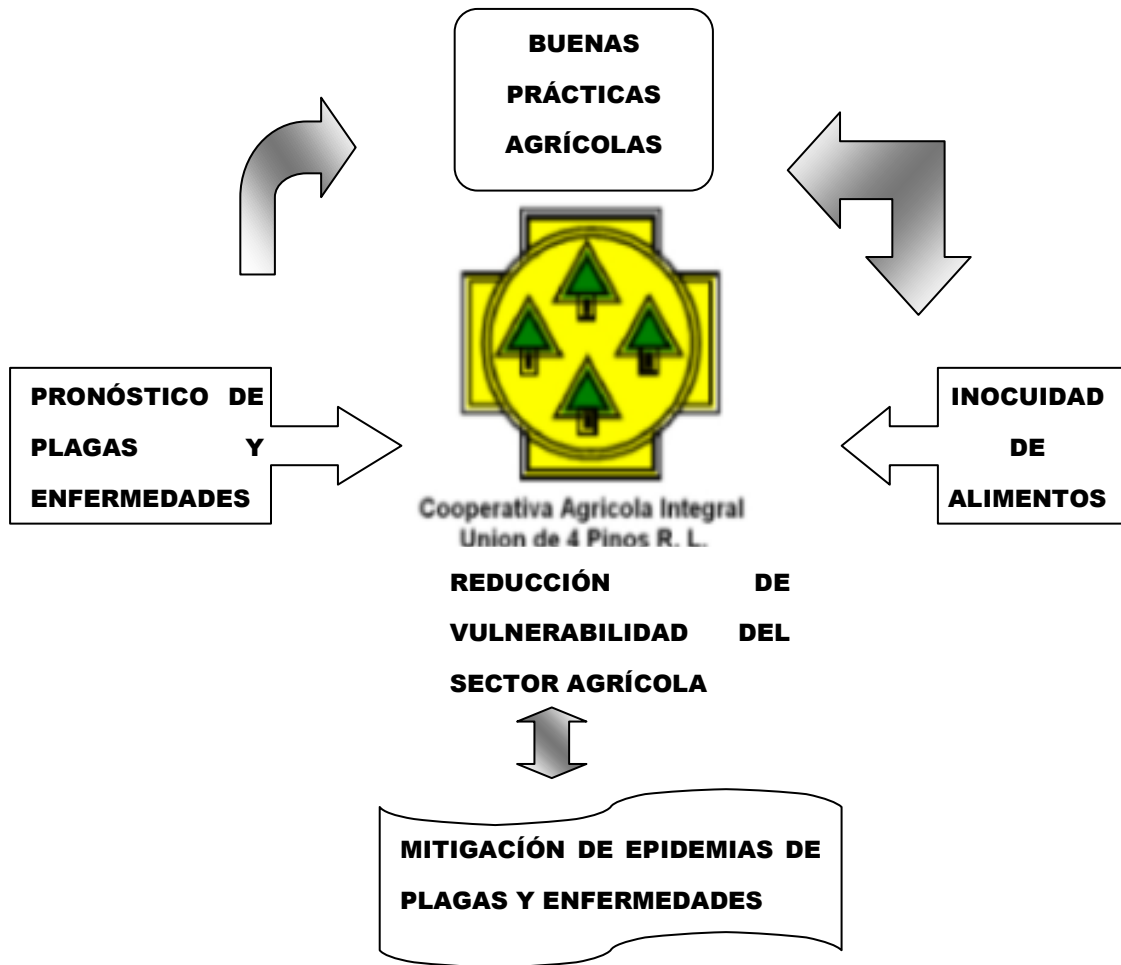 BUENAS
PRÁCTICAS
AGRÍCOLAS
PRONÓSTICO DE
PLAGAS Y
ENFERMEDADES
INOCUIDAD
DE
ALIMENTOS
Cooperativa Agricola Integral
Union de 4 Pinos R. L.
REDUCCIÓN DE
VULNERABILIDAD DEL
SECTOR AGRÍCOLA
MITIGACÍÓN DE EPIDEMIAS DE
PLAGAS Y ENFERMEDADES